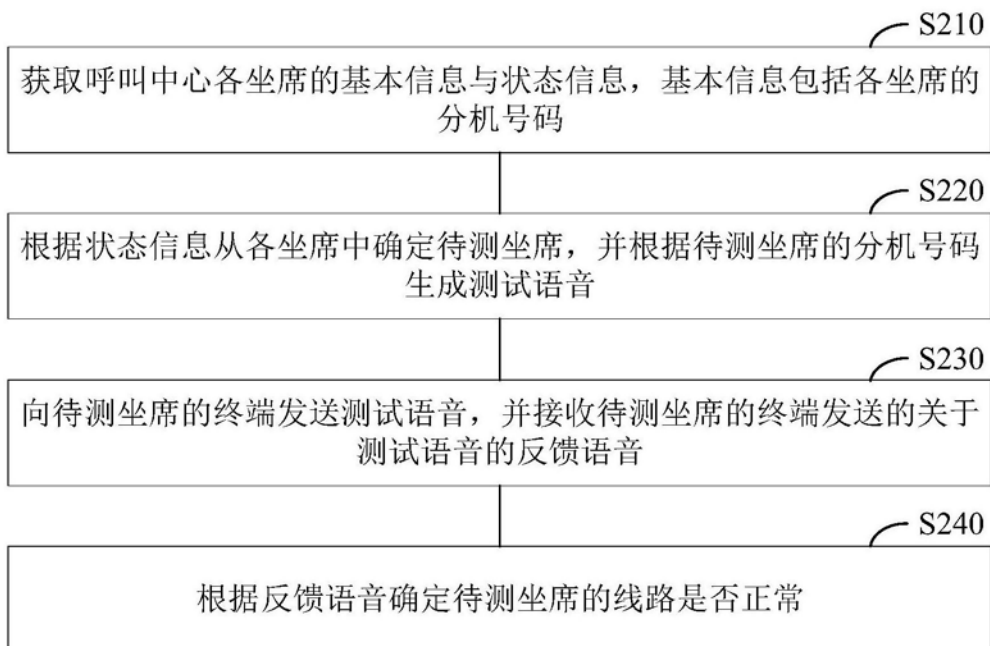 S210
获取呼叫中心各坐席的基本信息与状态信息，基本信息包括各坐席的
分机号码
S220
根据状态信息从各坐席中确定待测坐席，并根据待测坐席的分机号码
生成测试语音
S230
向待测坐席的终端发送测试语音，并接收待测坐席的终端发送的关于
测试语音的反馈语音
S240
根据反馈语音确定待测坐席的线路是否正常